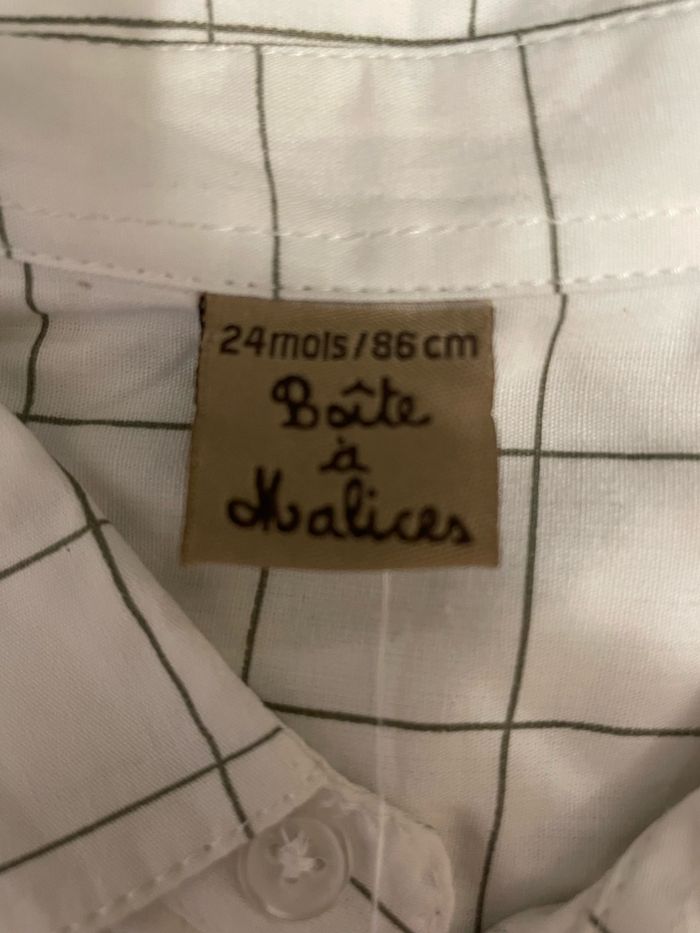 24mois/86cm
Boîte
à
Malices